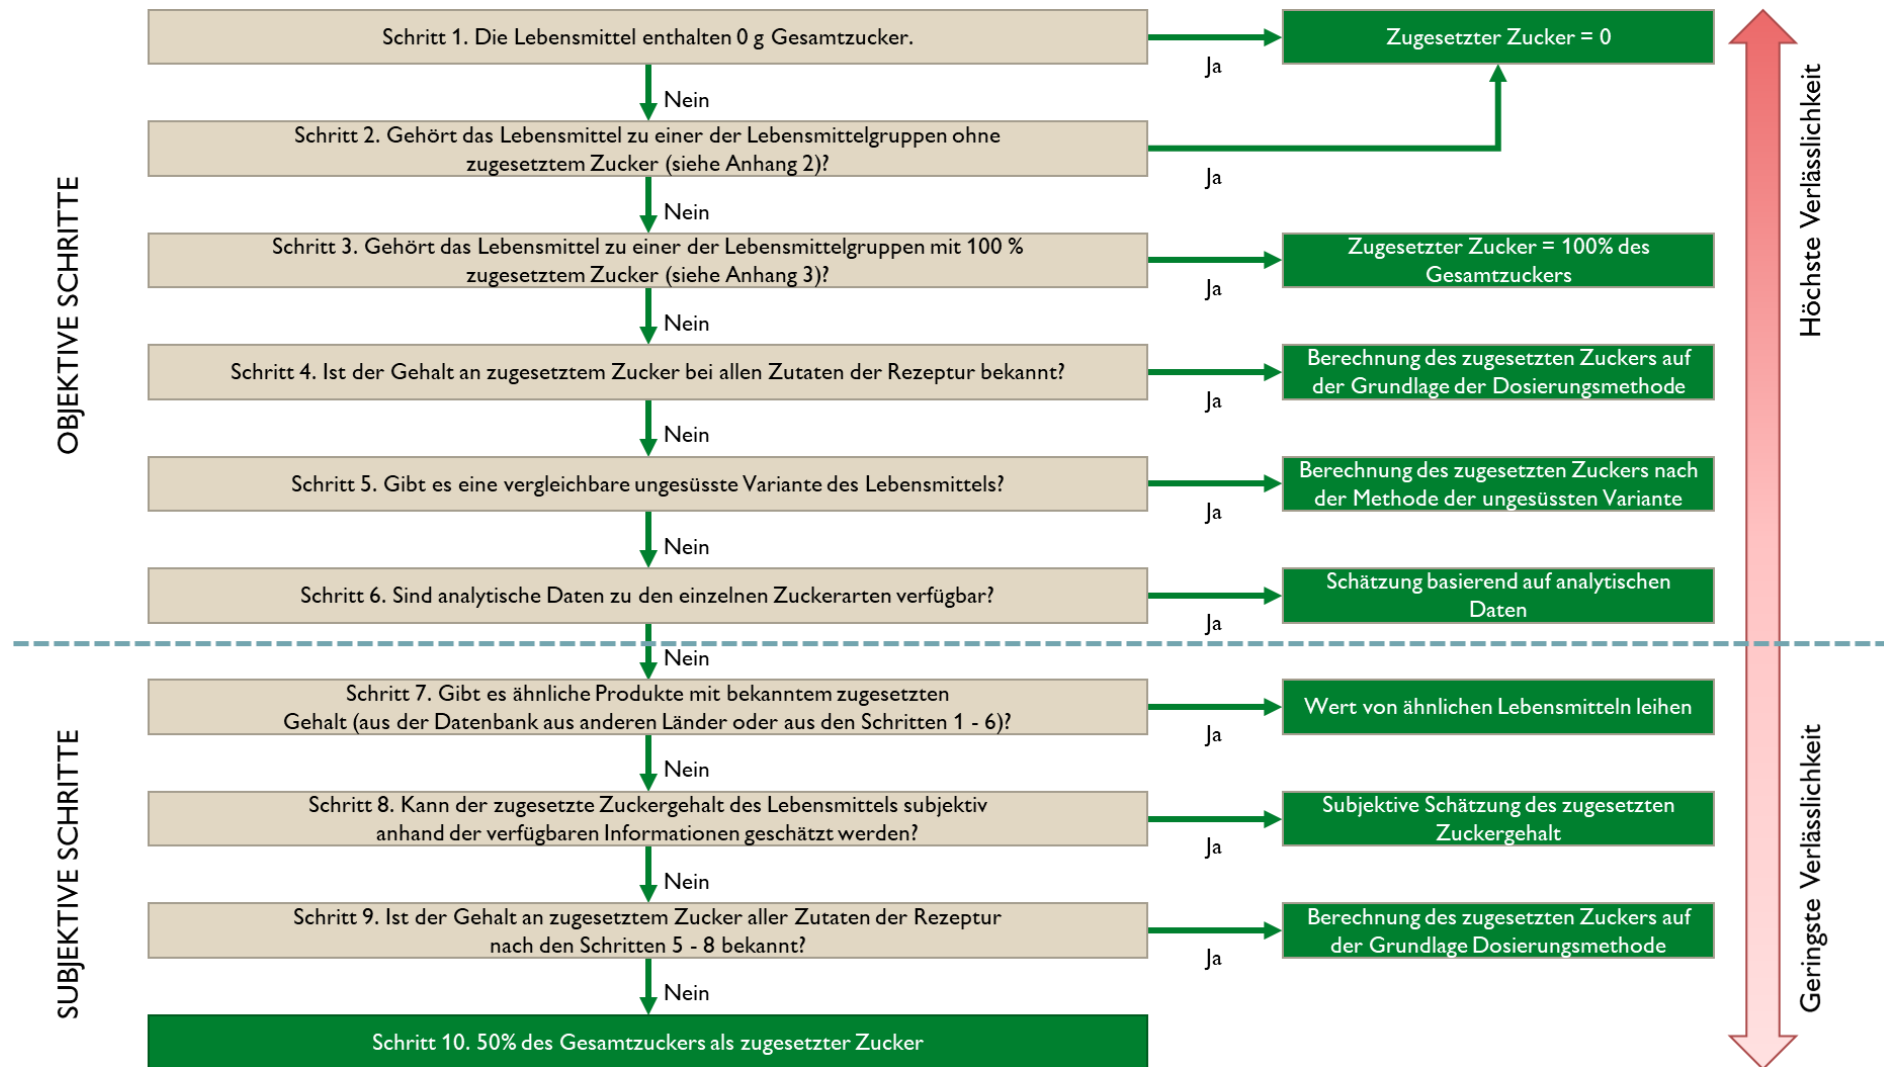 Schritt 1. Die Lebensmittel enthalten 0 g Gesamtzucker.
Ja
Zugesetzter Zucker = 0
Nein
Schritt 2. Gehört das Lebensmittel zu einer der Lebensmittelgruppen ohne
zugesetztem Zucker (siehe Anhang 2)?
Ja
Nein
Schritt 3. Gehört das Lebensmittel zu einer der Lebensmittelgruppen mit 100 %
zugesetztem Zucker (siehe Anhang 3)?
Ja
Zugesetzter Zucker = 100% des
Gesamtzuckers
Nein
Schritt 4. Ist der Gehalt an zugesetztem Zucker bei allen Zutaten der Rezeptur bekannt?
Ja
Berechnung des zugesetzten Zuckers auf
der Grundlage der Dosierungsmethode
Nein
Schritt 5. Gibt es eine vergleichbare ungesüsste Variante des Lebensmittels?
Ja
Berechnung des zugesetzten Zuckers nach
der Methode der ungesüssten Variante
Nein
Schritt 6. Sind analytische Daten zu den einzelnen Zuckerarten verfügbar?
Ja
Schätzung basierend auf analytischen
Daten
Nein
Schritt 7. Gibt es ähnliche Produkte mit bekanntem zugesetzten
Gehalt (aus der Datenbank aus anderen Länder oder aus den Schritten 1 - 6)?
Ja
Wert von ähnlichen Lebensmitteln leihen
Nein
Schritt 8. Kann der zugesetzte Zuckergehalt des Lebensmittels subjektiv
anhand der verfügbaren Informationen geschätzt werden?
Ja
Subjektive Schätzung des zugesetzten
Zuckergehalt
Nein
Schritt 9. Ist der Gehalt an zugesetztem Zucker aller Zutaten der Rezeptur
nach den Schritten 5 - 8 bekannt?
Ja
Berechnung des zugesetzten Zuckers auf
der Grundlage Dosierungsmethode
Nein
Schritt 10. 50% des Gesamtzuckers als zugesetzter Zucker
OBJEKTIVE SCHRITTE
SUBJEKTIVE SCHRITTE
Höchste Verlässlichkeit
Geringste Verlässlichkeit